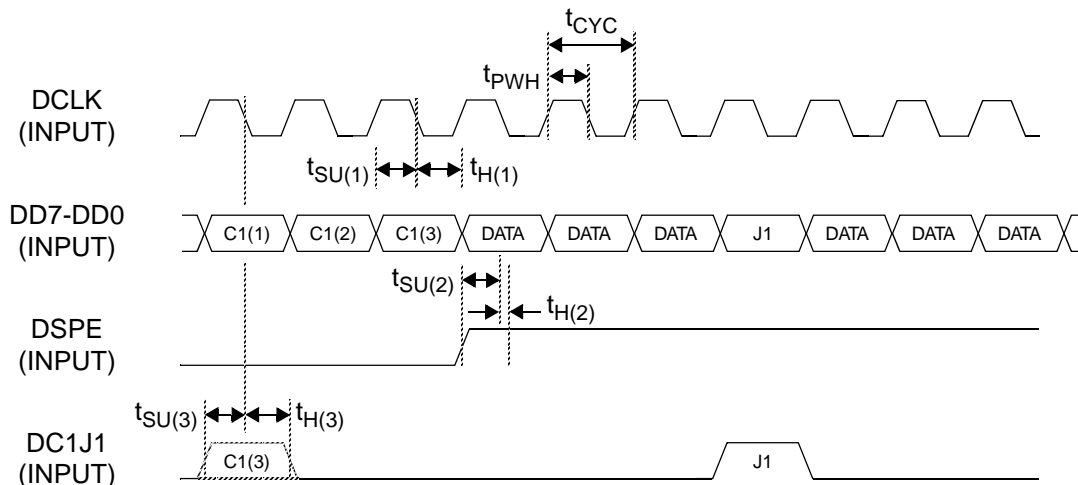 tCYC
tPWH
DCLK
(INPUT)
tSU(1)
tH(1)
DD7-DD0
(INPUT)
C1(1) C1(2) C1(3) DATA DATA DATA J1 DATA DATA DATA
tSU(2)
tH(2)
DSPE
(INPUT)
tSU(3)
tH(3)
DC1J1
(INPUT)
C1(3) J1